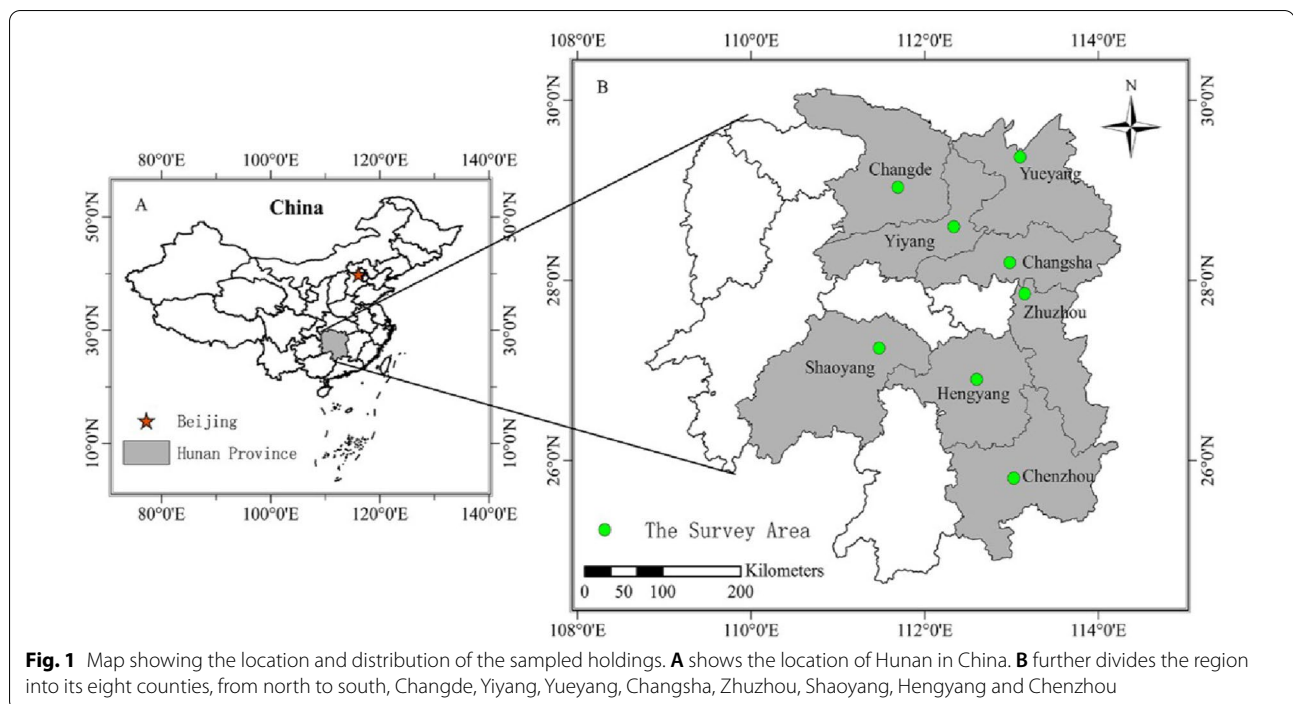 108°0'E 110°0'E 112°0'E 114°0'E
B
N
30°0'N 30°0'N
Changde
Yueyang
Yiyang
Changsha
28°0'N 28°0'N
Zhuzhou
Shaoyang
Hengyang
26°0'N 26°0'N
Chenzhou
The Survey Area
Kilometers
0 50 100 200
108°0'E 110°0'E 112°0'E 114°0'E
80°0'E 100°0'E 120°0'E 140°0'E
A
China
50°0'N 50°0'N
30°0'N 30°0'N
Beijing
Hunan Province
10°0'N 10°0'N
80°0'E 100°0'E 120°0'E 140°0'E
Fig. 1 Map showing the location and distribution of the sampled holdings. A shows the location of Hunan in China. B further divides the region
into its eight counties, from north to south, Changde, Yiyang, Yueyang, Changsha, Zhuzhou, Shaoyang, Hengyang and Chenzhou